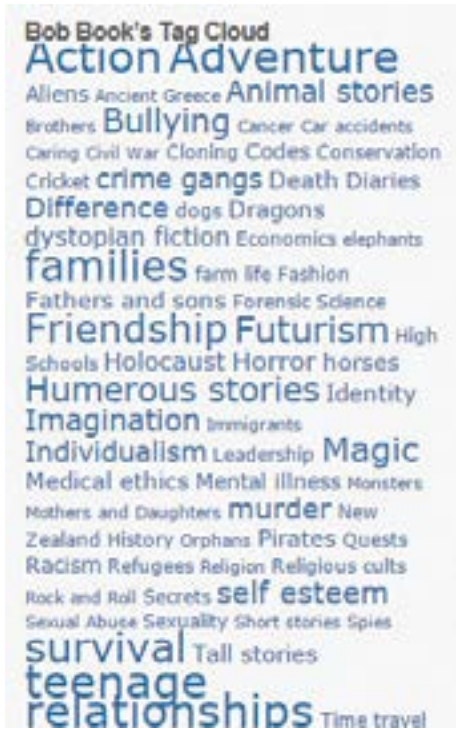 Bob Book's Tag Cloud
Action Adventure
Aliens Ancient Greece Animal stories
Brothers Bullying Cancer Car accidents
Caring Civil War Cloning Codes Conservation
Cricket crime gangs Death Diaries
Difference dogs Dragons
dystopian fiction Economics elephants
families farm life Fashion
Fathers and sons Forensic Science
Friendship Futurism High
Schools Holocaust Horror horses
Humerous stories Identity
Imagination Immigrants
Individualism Leadership Magic
Medical ethics Mental illness Monsters
Mothers and Daughters murder New
Zealand History Orphans Pirates Quests
Racism Refugees Religion Religious cults
Rock and Roll Secrets self esteem
Sexual Abuse Sexuality Short stories Spies
survival Tall stories
teenage
relationships Time travel